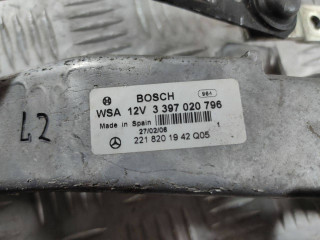 BOSCH
984
WSA 12V 3 397 020 796
Made in Spain
27/02/06 1
221 820 19 42 Q05
L2